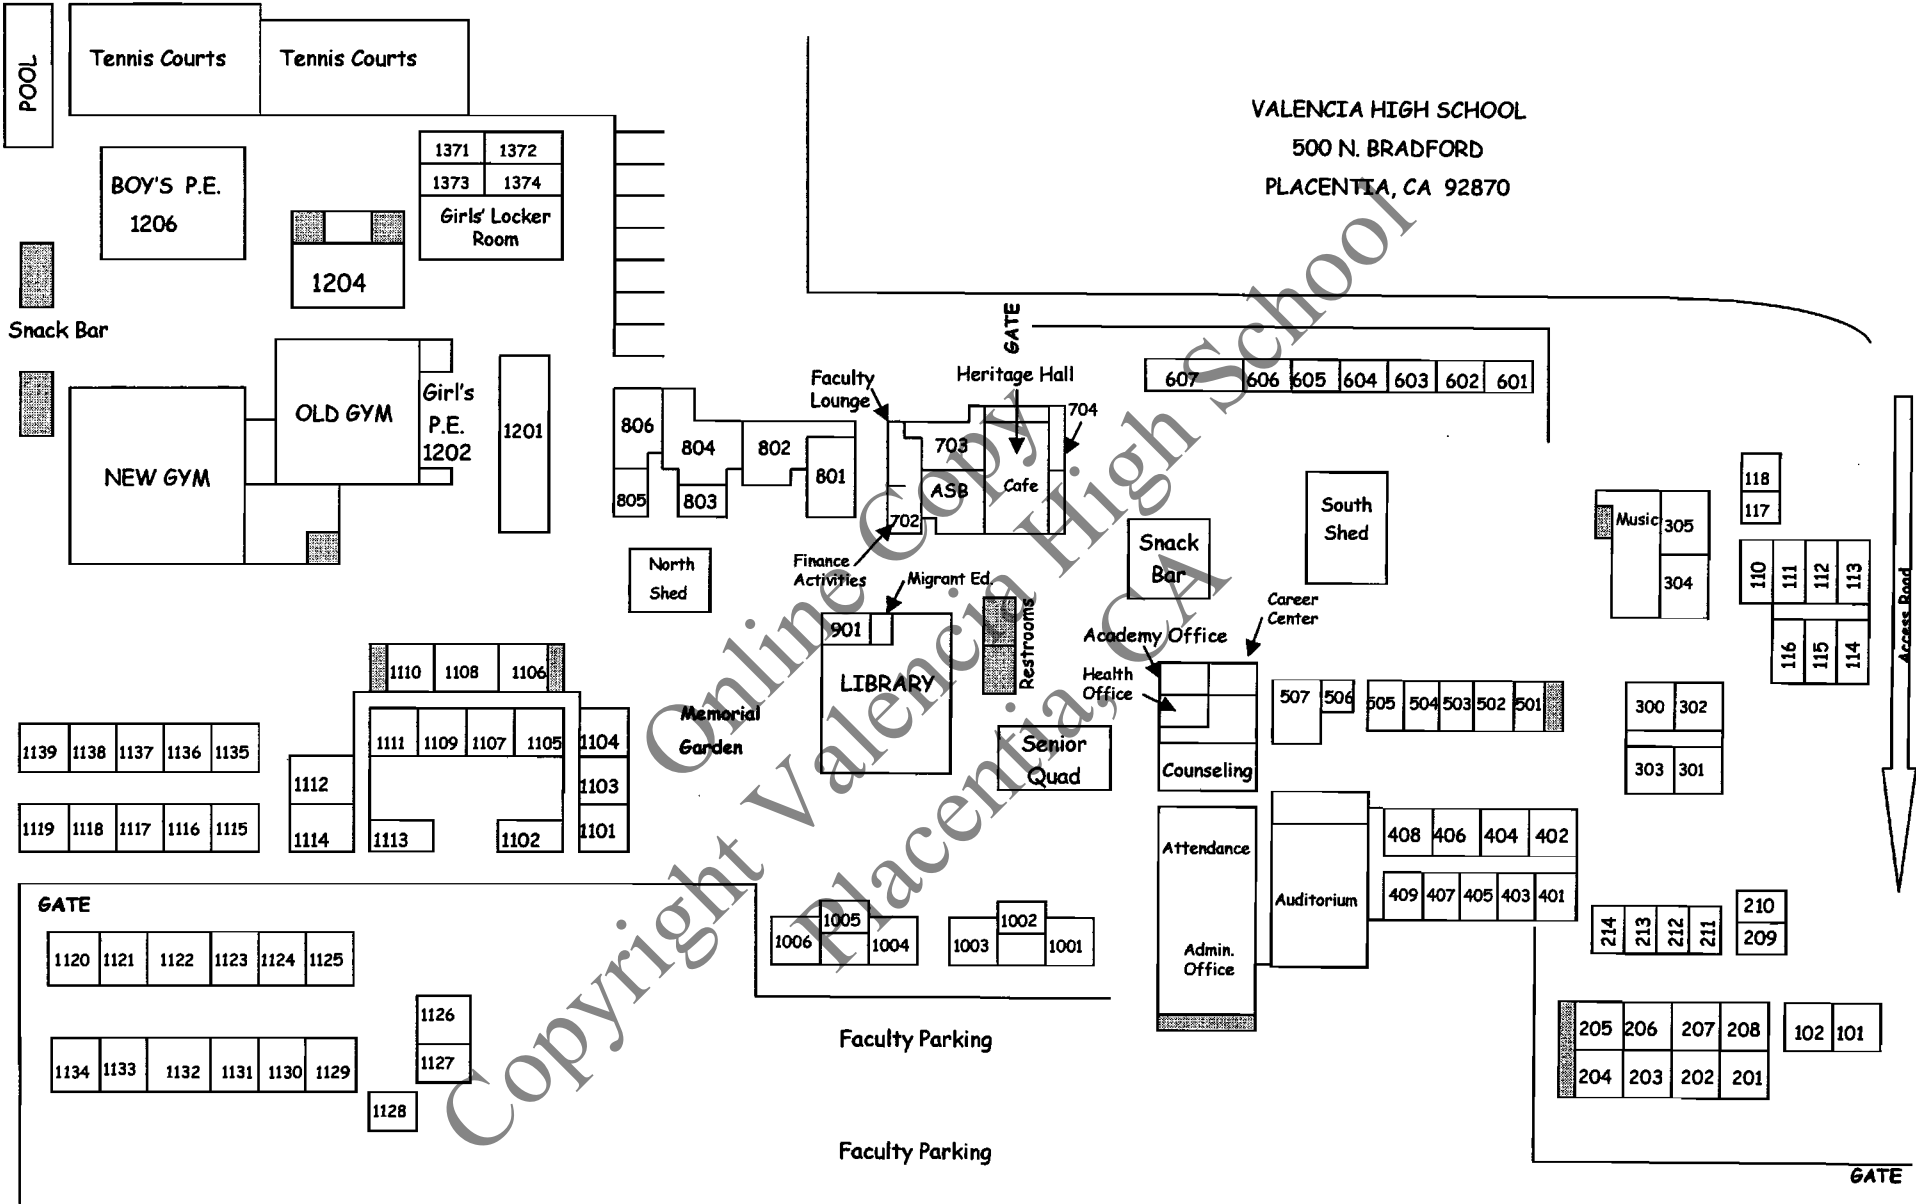 POOL
Tennis Courts
Tennis Courts
VALENCIA HIGH SCHOOL
500 N. BRADFORD
PLACENTIA, CA 92870
BOY'S P.E.
1206
1371 1372
1373 1374
Girls' Locker
Room
1204
Snack Bar
NEW GYM
OLD GYM
Girl's
P.E.
1202
1201
806
804
802
801
805
803
Faculty
Lounge
GATE
Heritage Hall
704
703
ASB
Cafe
702
Finance
Activities
607 606 605 604 603 602 601
North
Shed
South
Shed
Snack
Bar
Music
305
304
118
117
110 111 112 113
116 115 114
Access Road
Migrant Ed.
901
LIBRARY
Restrooms
Academy Office
Health
Office
Career
Center
Counseling
507 506 505 504 503 502 501
300 302
303 301
Memorial
Garden
Senior
Quad
1110 1108 1106
1111 1109 1107 1105 1104
1103
1101
1112
1114
1113
1102
1139 1138 1137 1136 1135
1119 1118 1117 1116 1115
Attendance
Admin.
Office
Auditorium
408 406 404 402
409 407 405 403 401
214 213 212 211
210
209
205 206 207 208
204 203 202 201
102 101
GATE
1120 1121 1122 1123 1124 1125
1134 1133 1132 1131 1130 1129
1126
1127
1128
1005
1006 1004
1002
1003 1001
Faculty Parking
Faculty Parking
GATE
Online Copy
Copyright Valencia High School
Placentia, CA